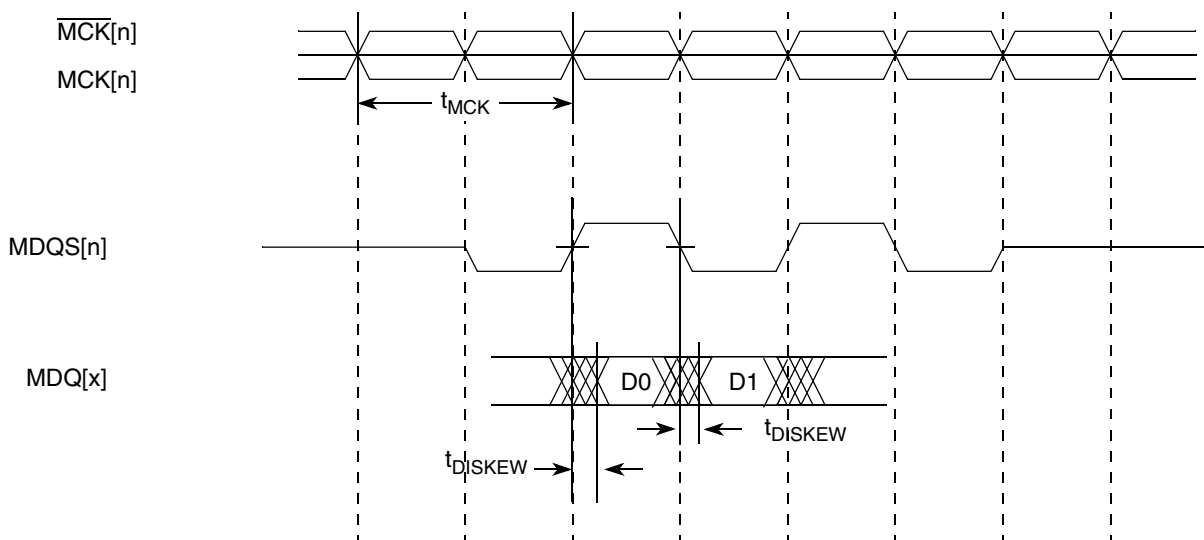 MCK[n]
MCK[n]
tMCK
MDQS[n]
MDQ[x]
D0
D1
tDISKEW
tDISKEW